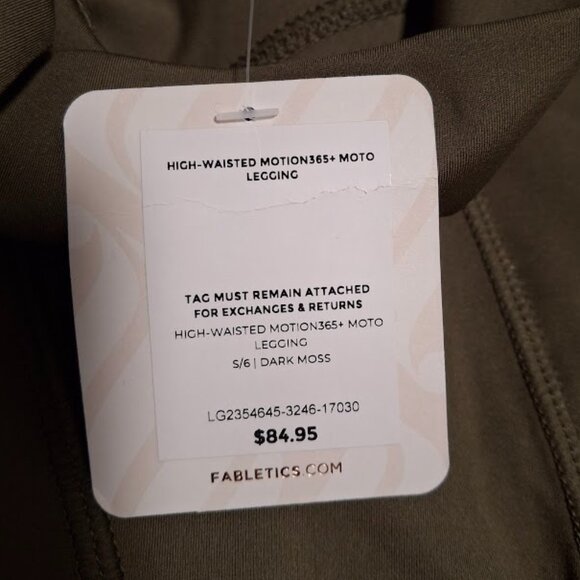 HIGH-WAISTED MOTION365+ MOTO
LEGGING
TAG MUST REMAIN ATTACHED
FOR EXCHANGES & RETURNS
HIGH-WAISTED MOTION365+ MOTO
LEGGING
S/6 | DARK MOSS
LG2354645-3246-17030
$84.95
FABLETICS.COM